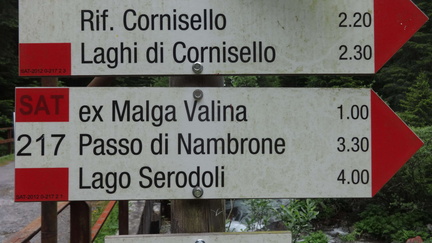 Rif. Cornisello 2.20
Laghi di Cornisello 2.30
SAT ex Malga Valina 1.00
217 Passo di Nambrone 3.30
Lago Serodoli 4.00